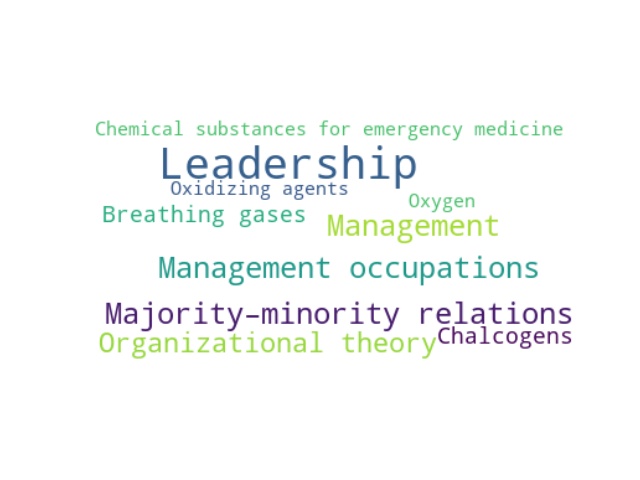 Chemical substances for emergency medicine
Leadership
Oxidizing agents
Oxygen
Breathing gases
Management
Management occupations
Majority–minority relations
Chalcogens
Organizational theory